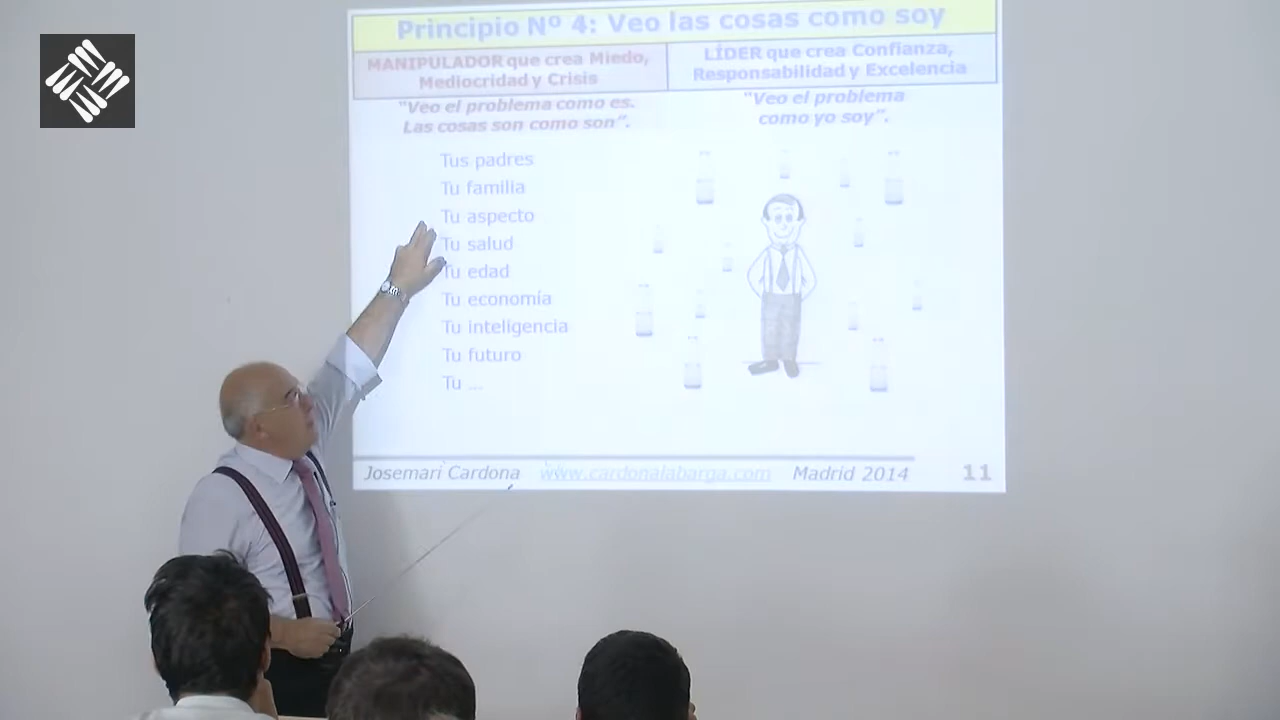 Principio Nº 4: Veo las cosas como soy
MANIPULADOR que crea Miedo,
Mediocridad y Crisis
LÍDER que crea Confianza,
Responsabilidad y Excelencia
"Veo el problema como es.
Las cosas son como son".
"Veo el problema
como yo soy".
Tus padres
Tu familia
Tu aspecto
Tu salud
Tu edad
Tu economía
Tu inteligencia
Tu futuro
Tu ...
Josemari Cardona www.cardonalabarga.com Madrid 2014 11